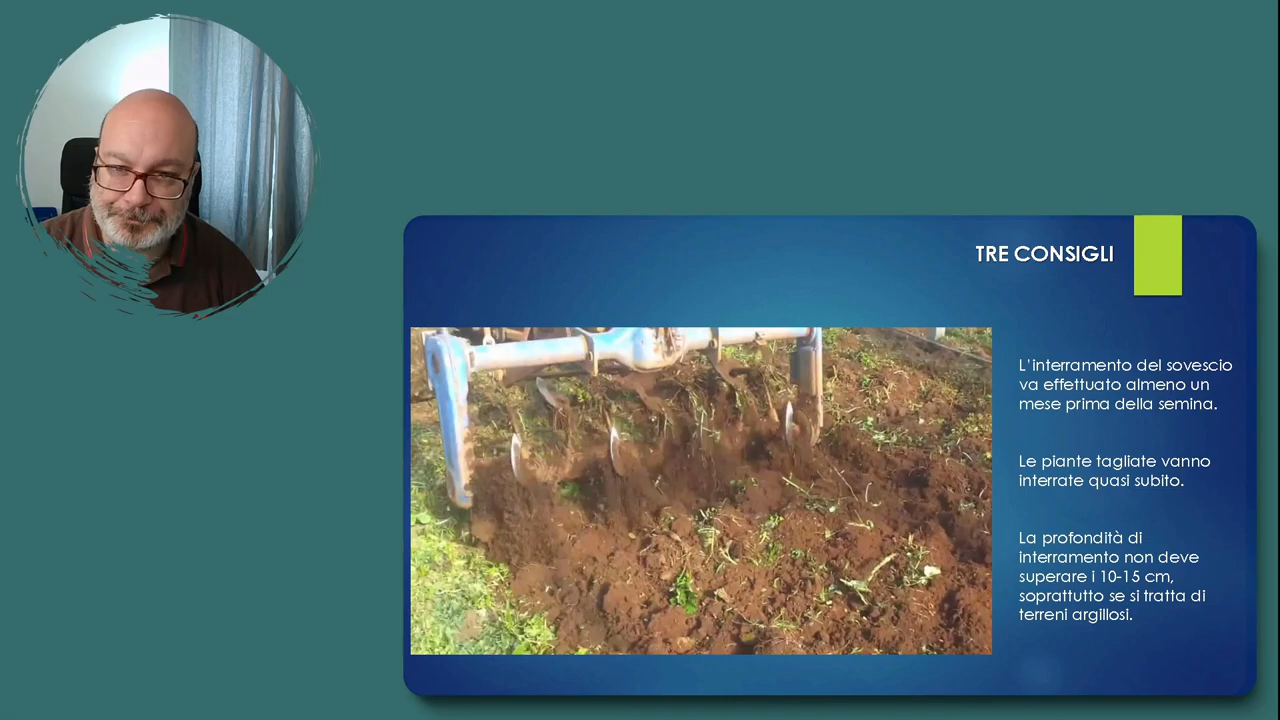 TRE CONSIGLI
L'interramento del sovescio
va effettuato almeno un
mese prima della semina.
Le piante tagliate vanno
interrate quasi subito.
La profondità di
interramento non deve
superare i 10-15 cm,
soprattutto se si tratta di
terreni argillosi.